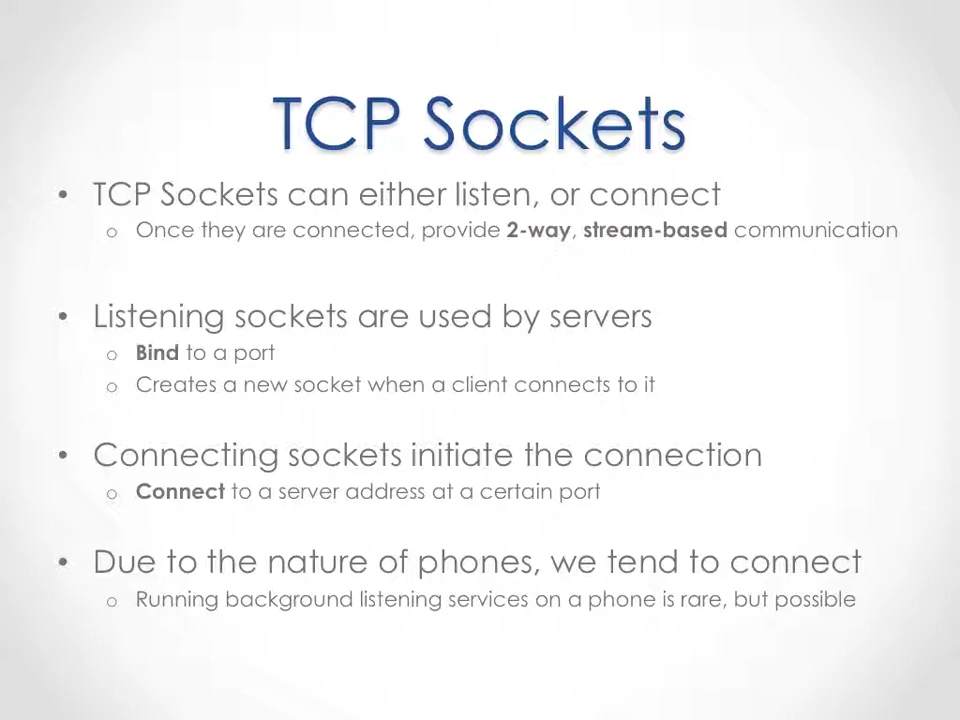 TCP Sockets
• TCP Sockets can either listen, or connect
o Once they are connected, provide 2-way, stream-based communication
• Listening sockets are used by servers
o Bind to a port
o Creates a new socket when a client connects to it
• Connecting sockets initiate the connection
o Connect to a server address at a certain port
• Due to the nature of phones, we tend to connect
o Running background listening services on a phone is rare, but possible